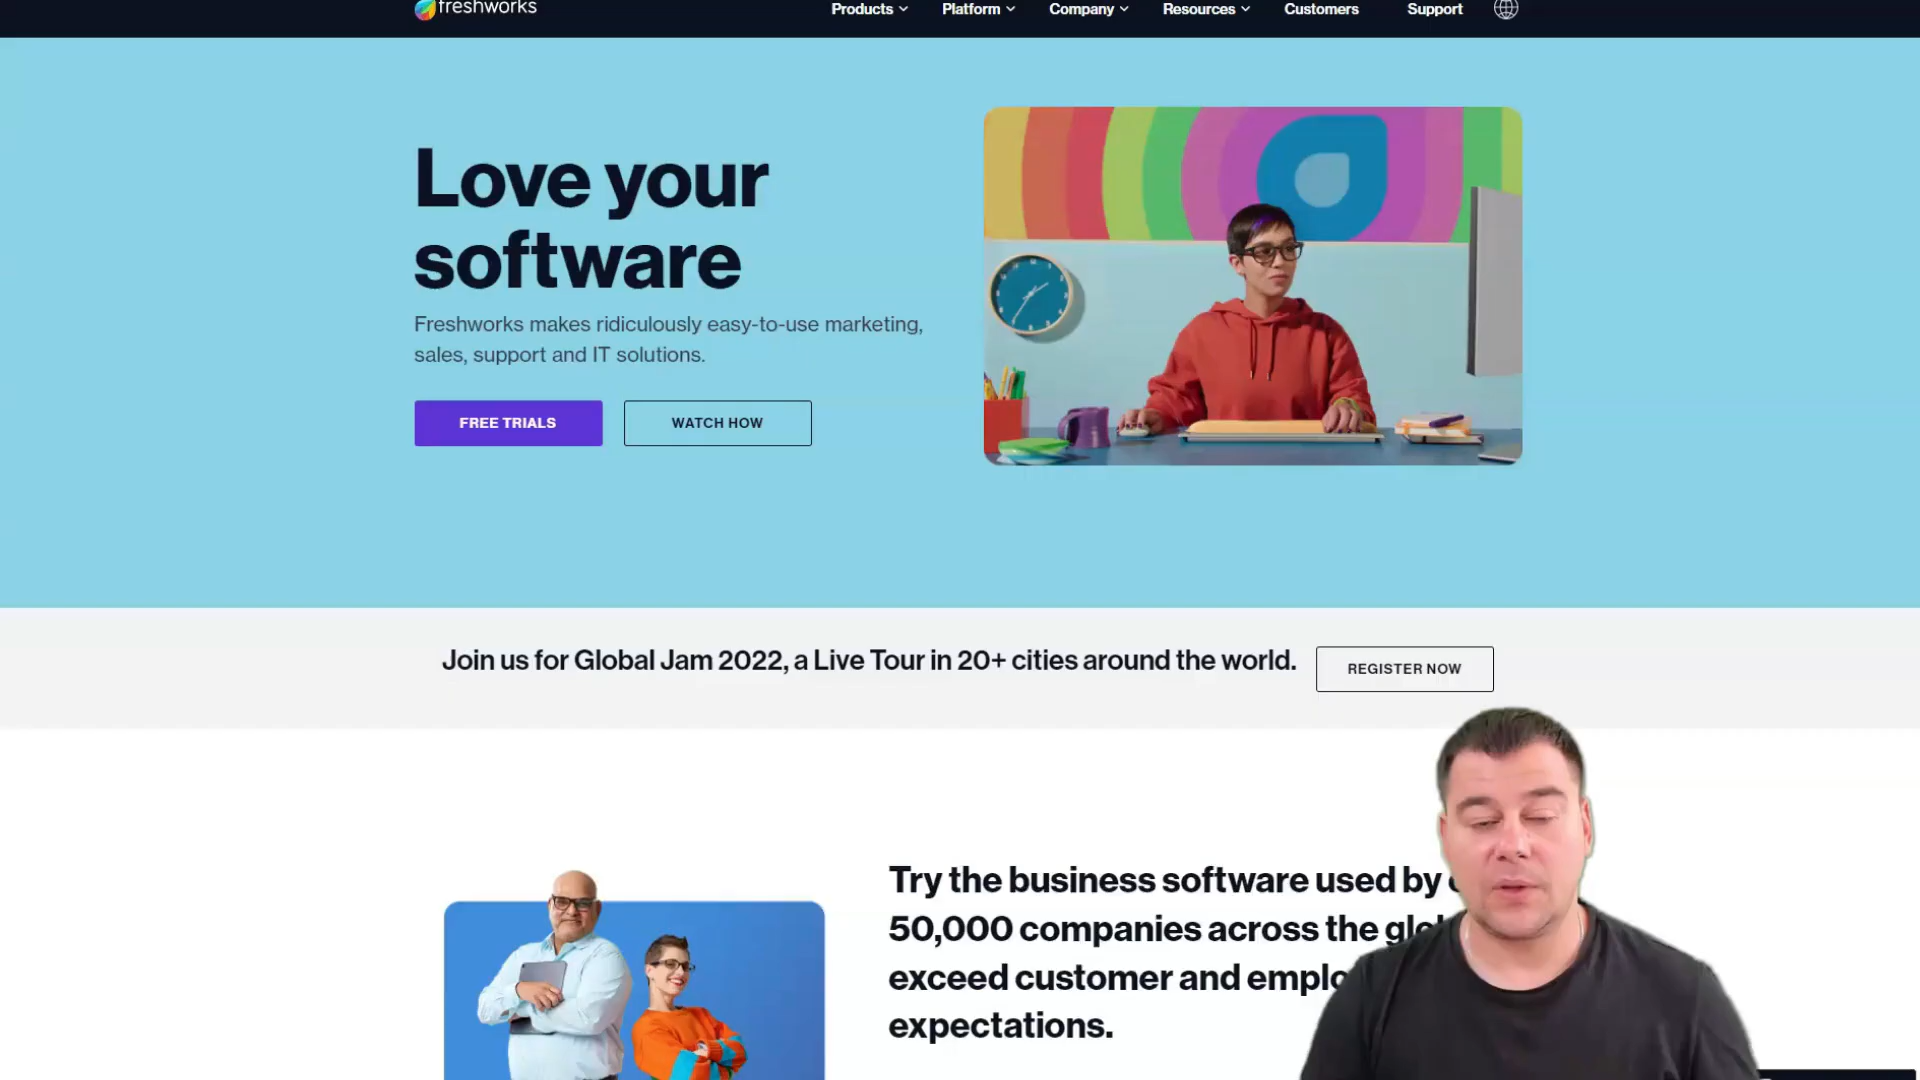 freshworks
Products
Platform
Company
Resources
Customers
Support
Love your
software
Freshworks makes ridiculously easy-to-use marketing,
sales, support and IT solutions.
FREE TRIALS
WATCH HOW
Join us for Global Jam 2022, a Live Tour in 20+ cities around the world.
REGISTER NOW
Try the business software used by
50,000 companies across the
exceed customer and
expectations.